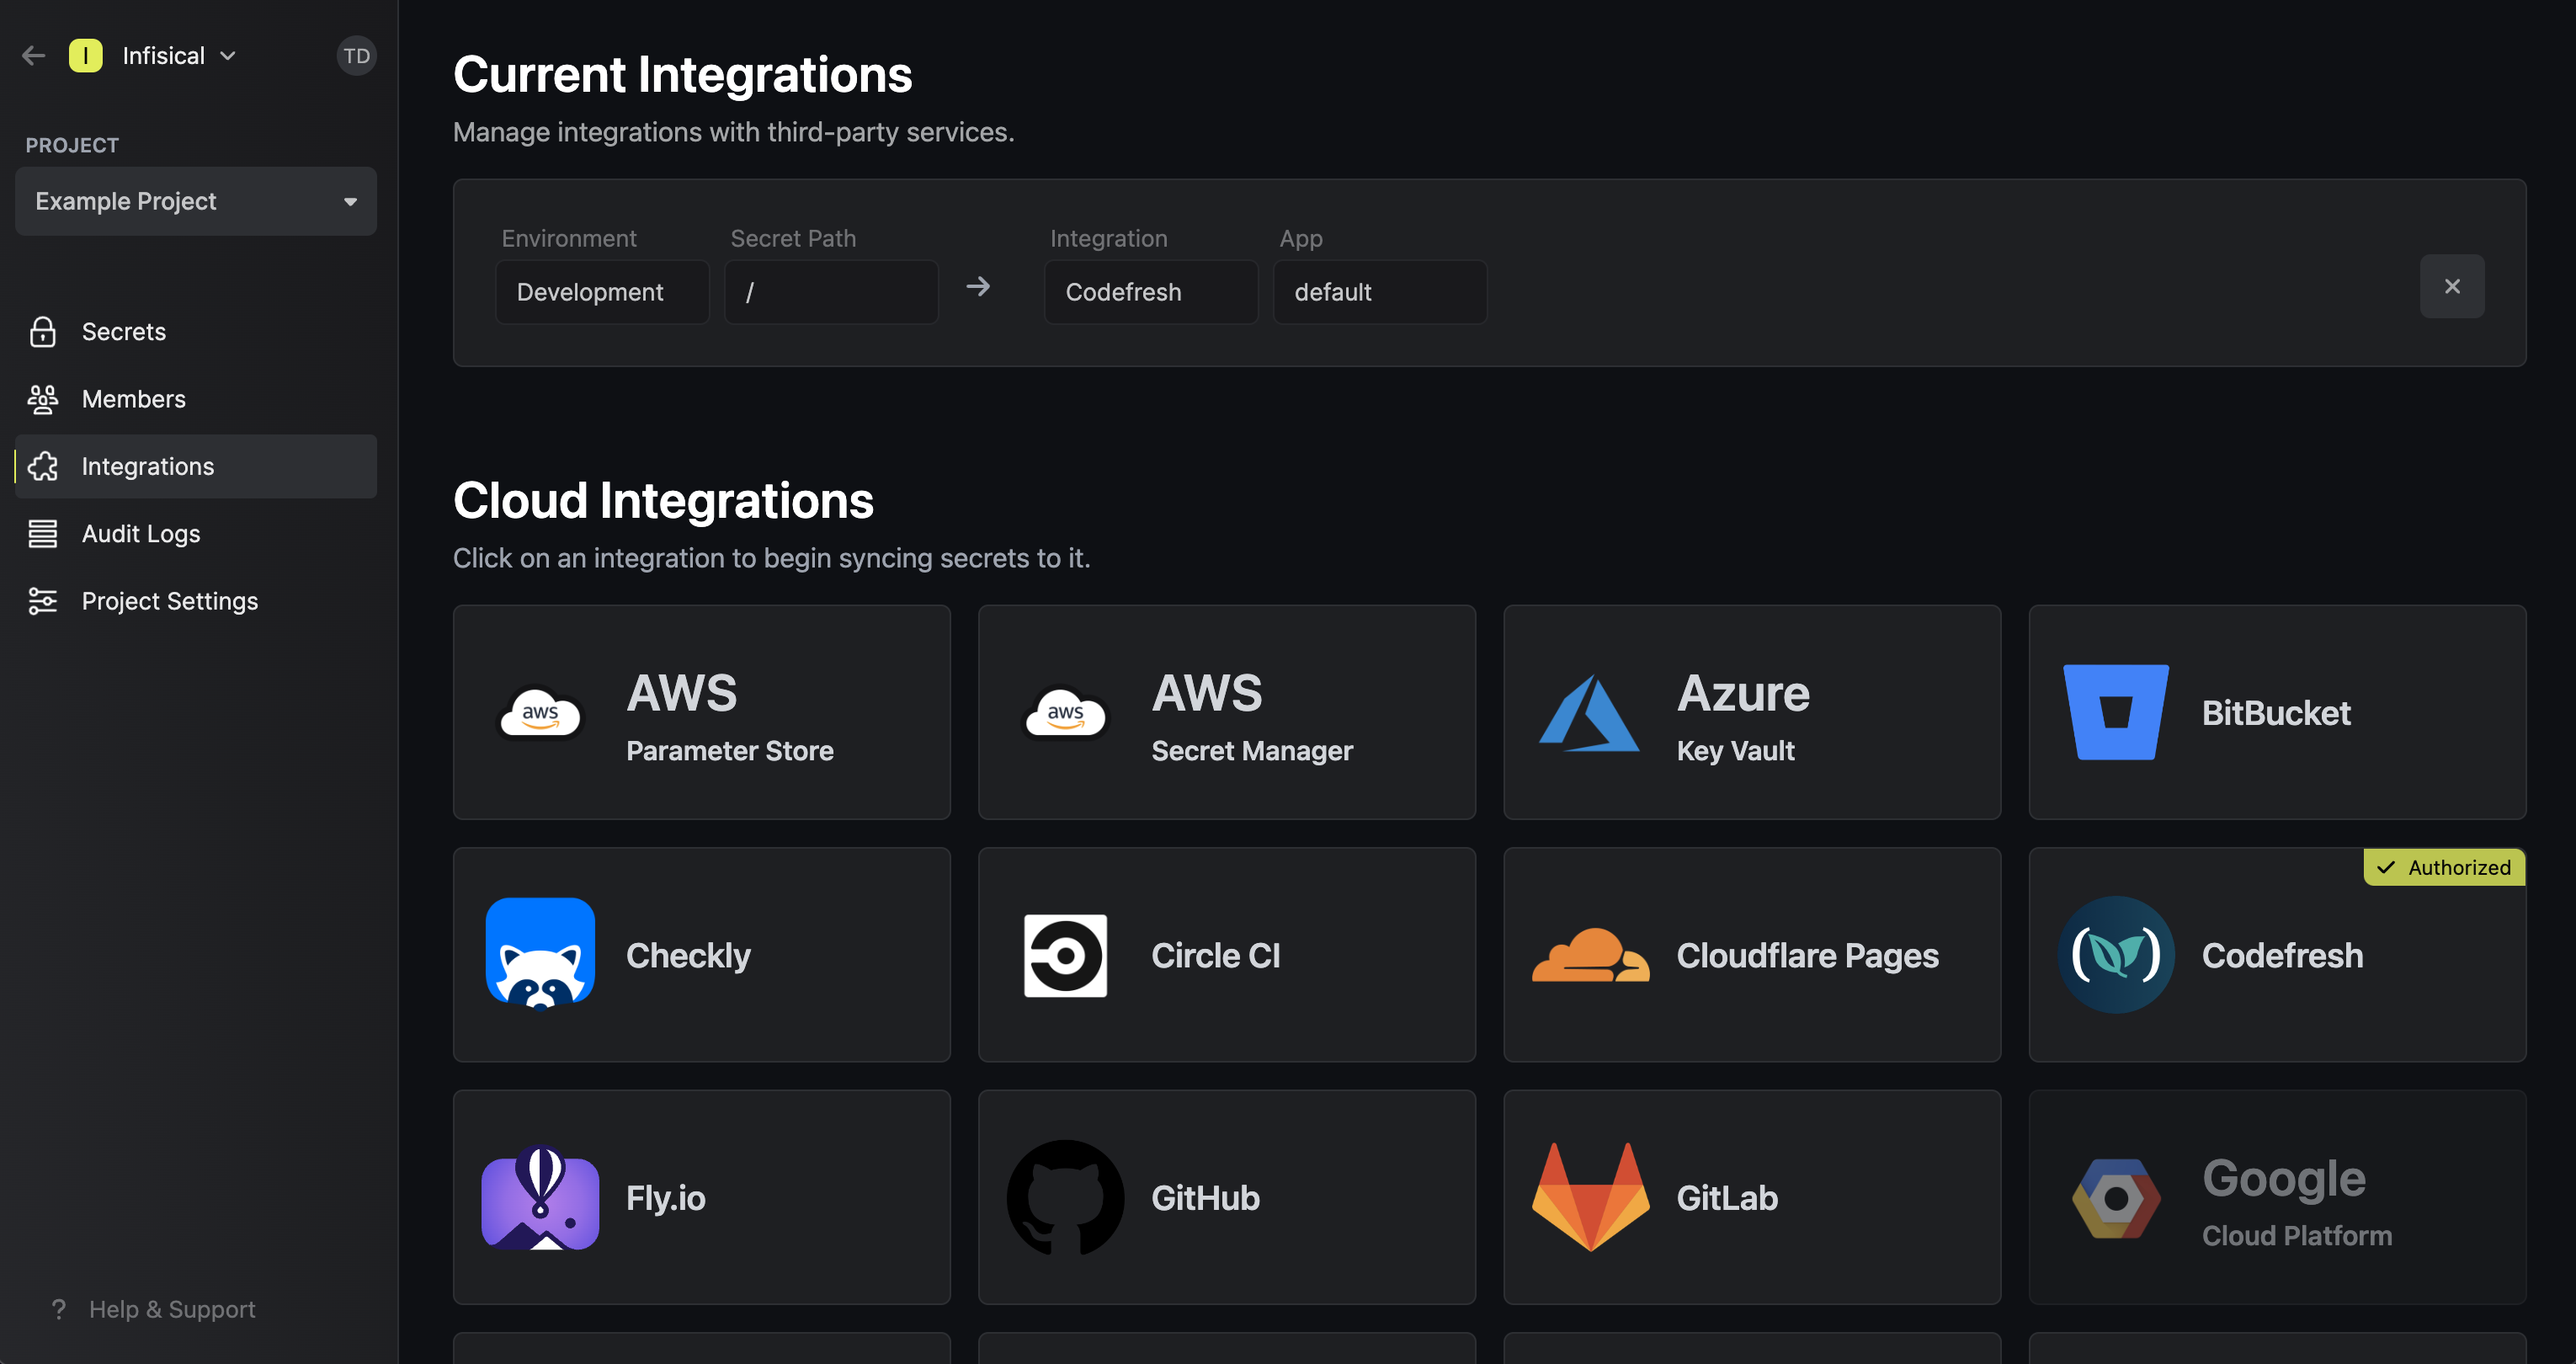 I Infisical TD
PROJECT
Example Project
Secrets
Members
Integrations
Audit Logs
Project Settings
? Help & Support
Current Integrations
Manage integrations with third-party services.
Environment Secret Path Integration App
Development / Codefresh default
Cloud Integrations
Click on an integration to begin syncing secrets to it.
aws AWS
Parameter Store
aws AWS
Secret Manager
Azure
Key Vault
BitBucket
Checkly
Circle CI
Cloudflare Pages
Authorized
Codefresh
Fly.io
GitHub
GitLab
Google
Cloud Platform